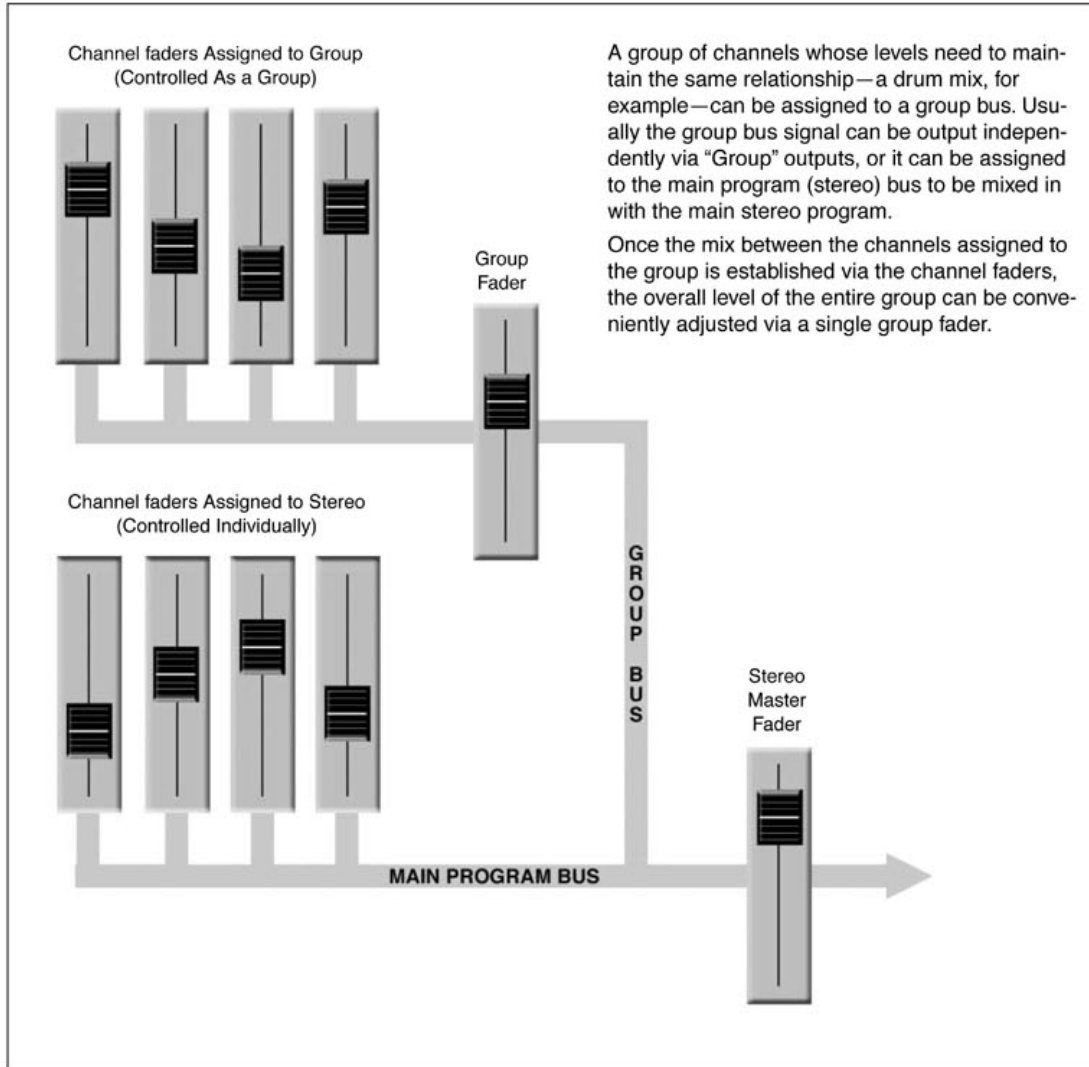 Channel faders Assigned to Group
(Controlled As a Group)
A group of channels whose levels need to main-
tain the same relationship—a drum mix, for
example—can be assigned to a group bus. Usu-
ally the group bus signal can be output indepen-
dently via “Group” outputs, or it can be assigned
to the main program (stereo) bus to be mixed in
with the main stereo program.
Once the mix between the channels assigned to
the group is established via the channel faders,
the overall level of the entire group can be conve-
niently adjusted via a single group fader.
Group
Fader
Channel faders Assigned to Stereo
(Controlled Individually)
GROUP BUS
Stereo
Master
Fader
MAIN PROGRAM BUS